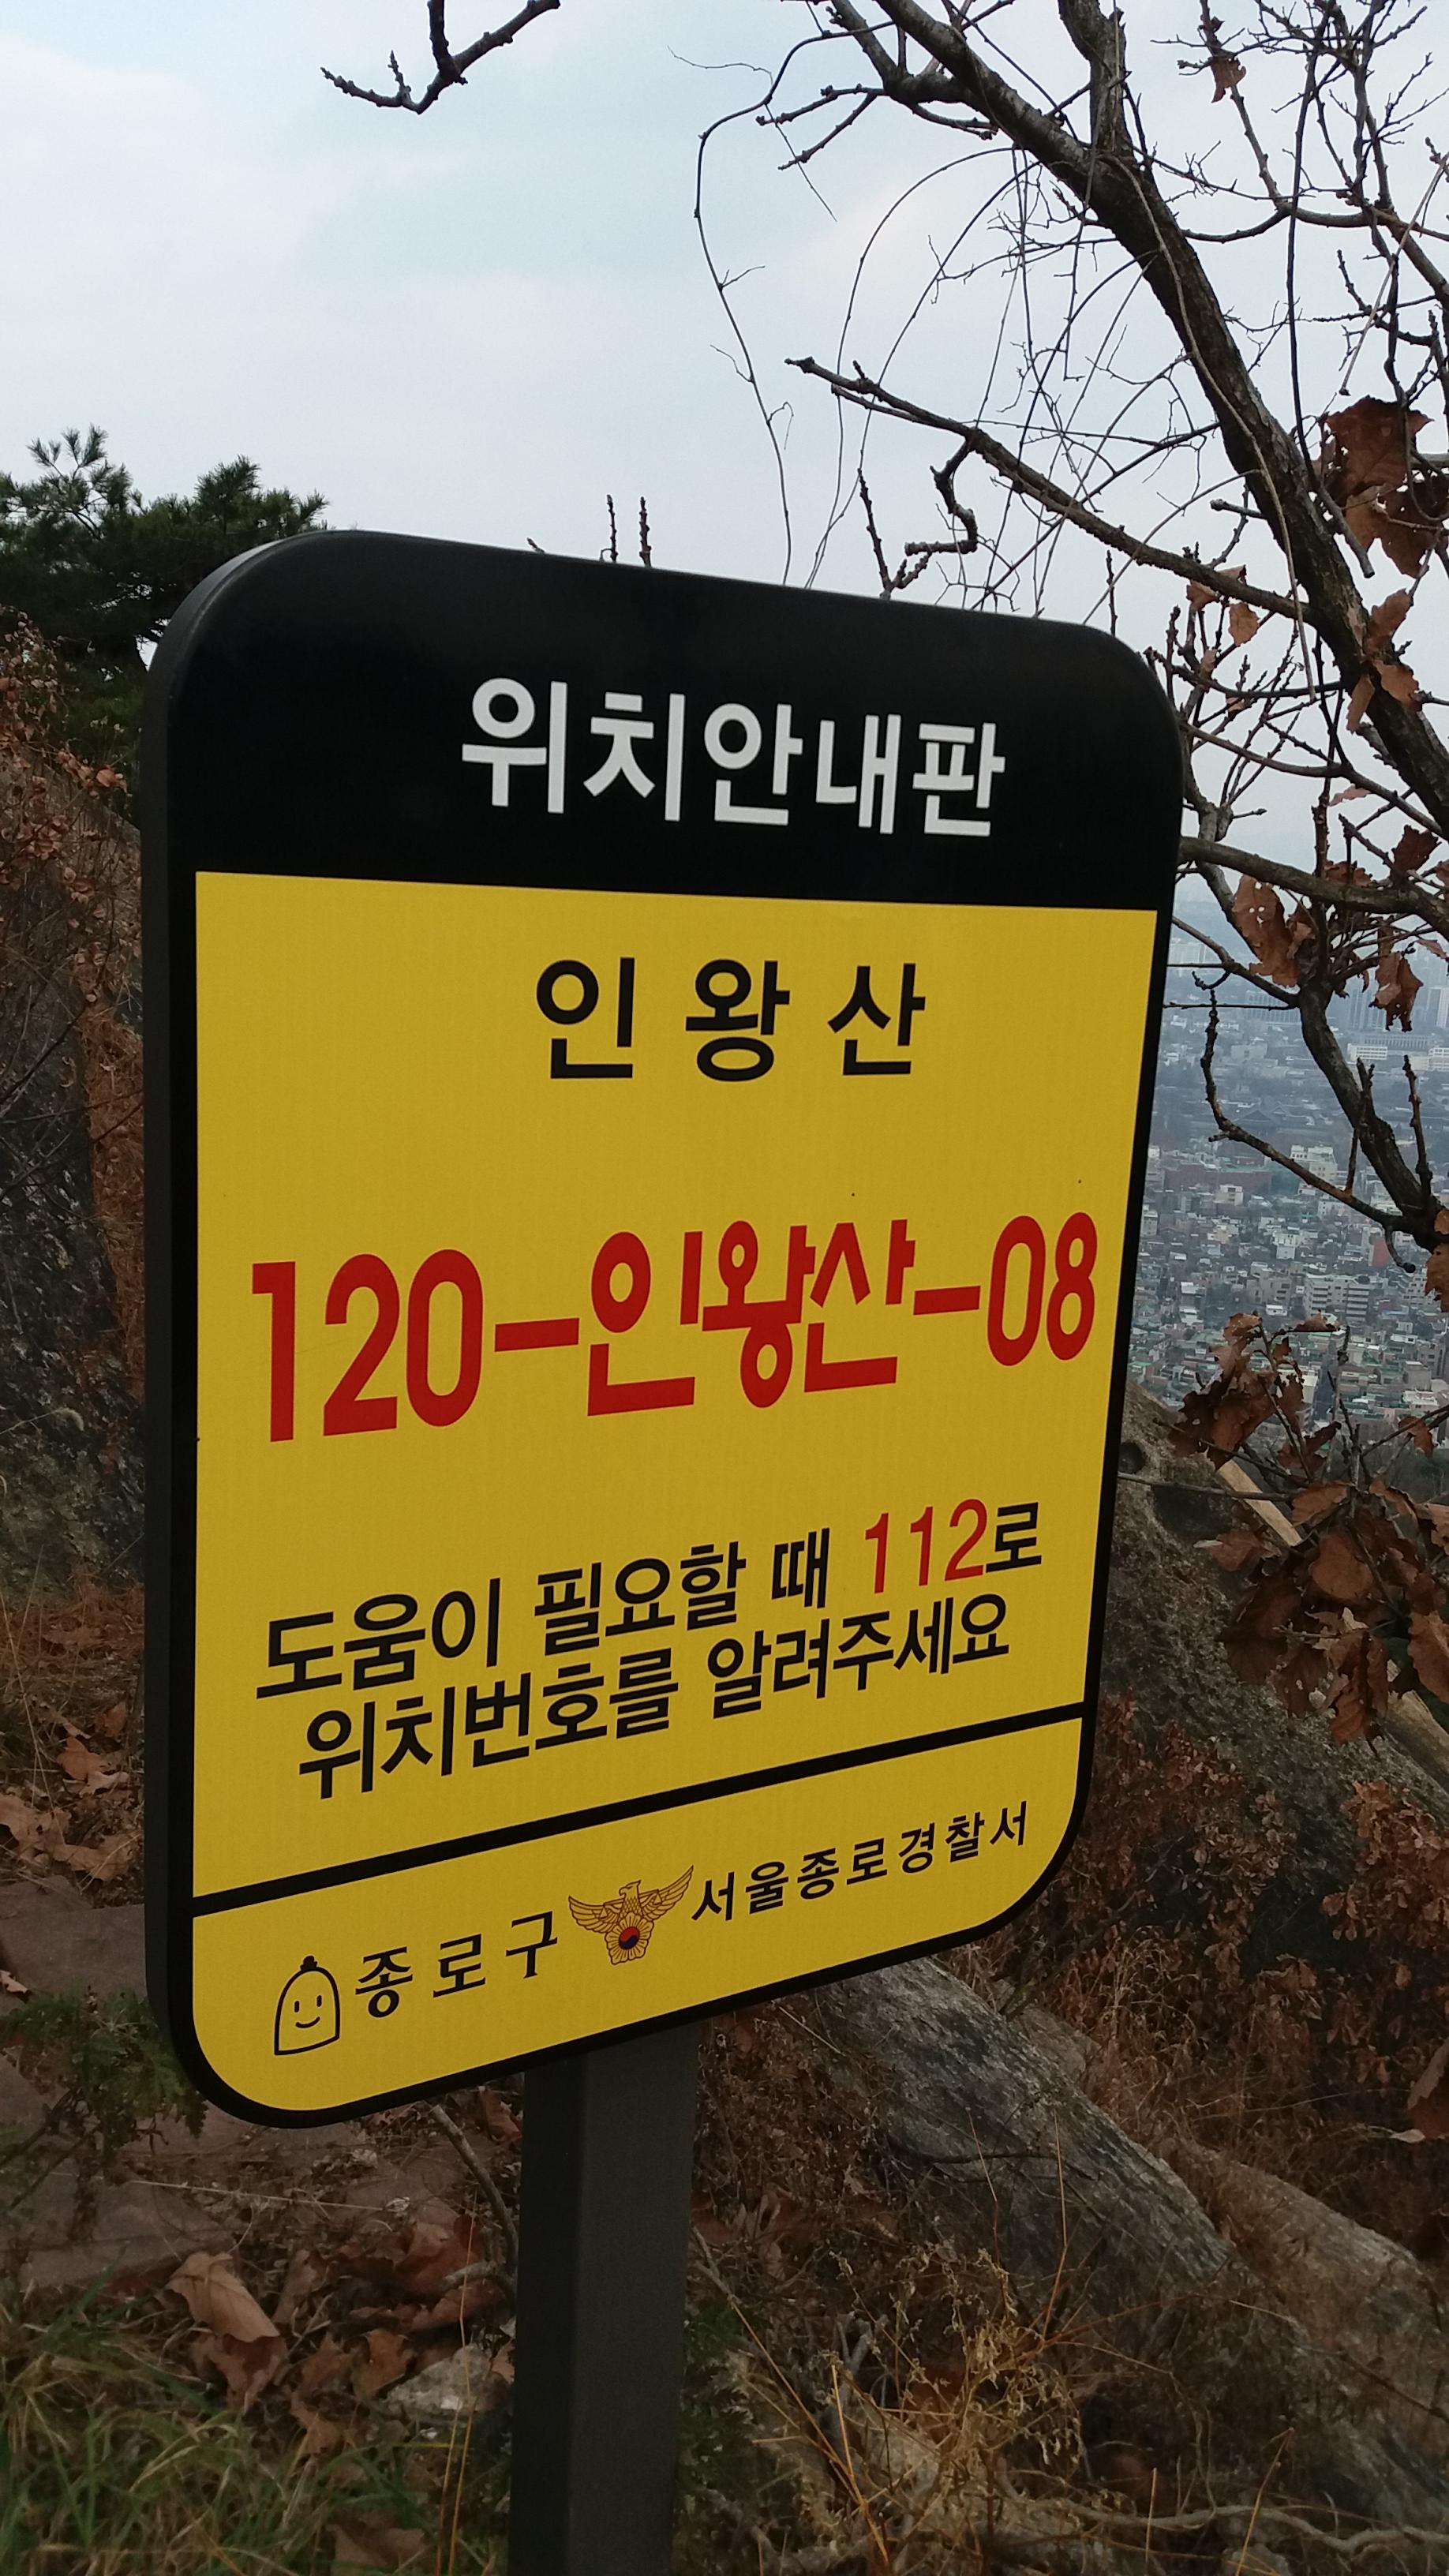 위치안내판
인왕산
120-인왕산-08
도움이 필요할 때 112로
위치번호를 알려주세요
종로구 서울종로경찰서